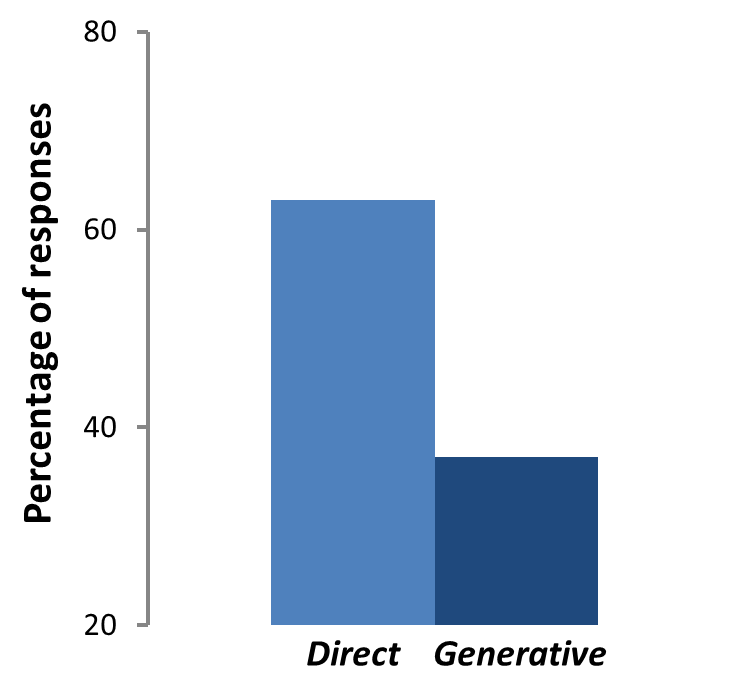 80
60
40
20
Percentage of responses
Direct
Generative